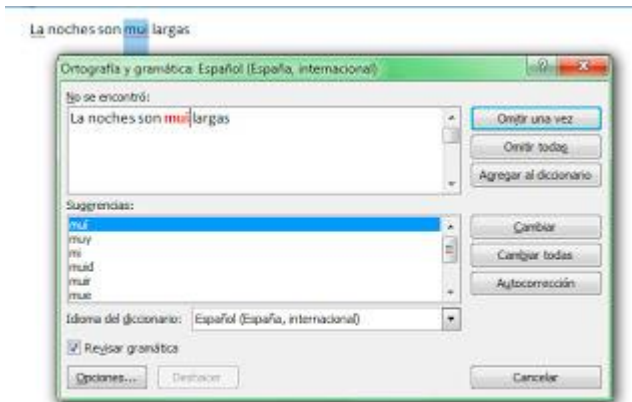 La noches son mui largas
Ortografía y gramática: Español (España, internacional)
No se encontró:
La noches son mui largas
Omitir una vez
Omitir todas
Agregar al diccionario
Sugerencias:
muí
muy
mi
muid
muir
mue
Cambiar
Cambiar todas
Autocorrección
Idioma del diccionario: Español (España, internacional)
Revisar gramática
Opciones... Deshacer Cancelar